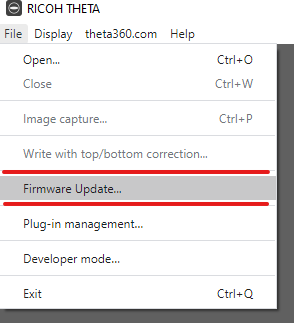 RICOH THETA
File Display theta360.com Help
Open... Ctrl+O
Close Ctrl+W
Image capture... Ctrl+P
Write with top/bottom correction...
Firmware Update...
Plug-in management...
Developer mode...
Exit Ctrl+Q